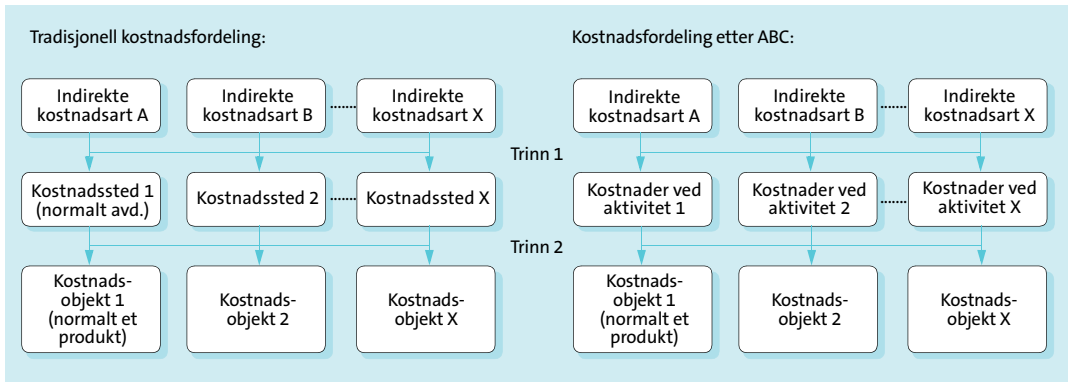 Tradisjonell kostnadsfordeling:
Indirekte
kostnadsart A
Indirekte
kostnadsart B
.......
Indirekte
kostnadsart X
Kostnadssted 1
(normalt avd.)
Kostnadssted 2
.......
Kostnadssted X
Kostnads-
objekt 1
(normalt et
produkt)
Kostnads-
objekt 2
Kostnads-
objekt X
Trinn 1
Trinn 2
Kostnadsfordeling etter ABC:
Indirekte
kostnadsart A
Indirekte
kostnadsart B
.......
Indirekte
kostnadsart X
Kostnader ved
aktivitet 1
Kostnader ved
aktivitet 2
.......
Kostnader ved
aktivitet X
Kostnads-
objekt 1
(normalt et
produkt)
Kostnads-
objekt 2
Kostnads-
objekt X